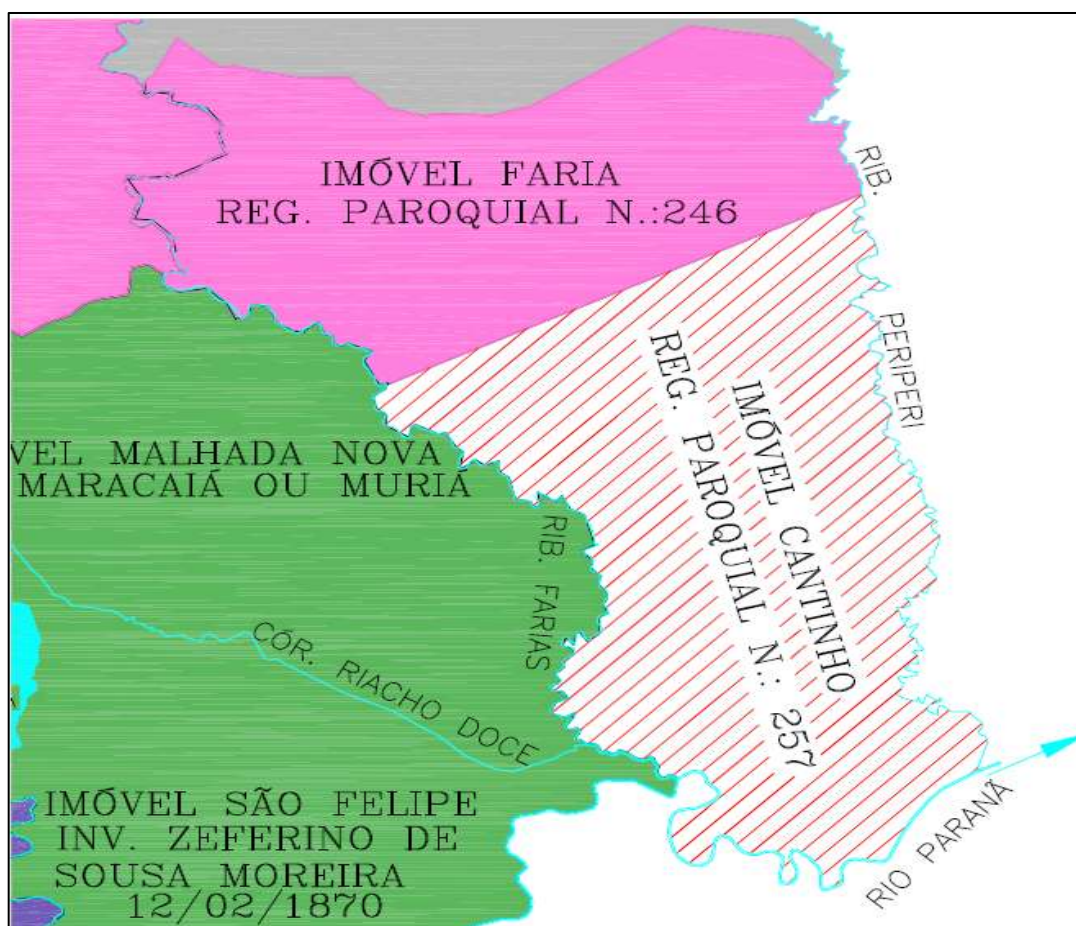 IMÓVEL FARIA
REG. PAROQUIAL N.:246
RIB.
PERIPERI
IMÓVEL CANTINHO
REG. PAROQUIAL N.: 257
VEL MALHADA NOVA
MARACAIÁ OU MURIÁ
RIB. FARIAS
CÓR. RIACHO DOCE
IMÓVEL SÃO FELIPE
INV. ZEFERINO DE
SOUSA MOREIRA
12/02/1870
RIO PARANÃ